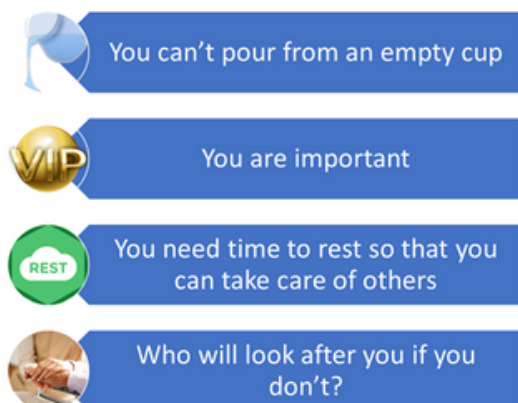 You can't pour from an empty cup
VIP
You are important
REST
You need time to rest so that you
can take care of others
Who will look after you if you
don't?